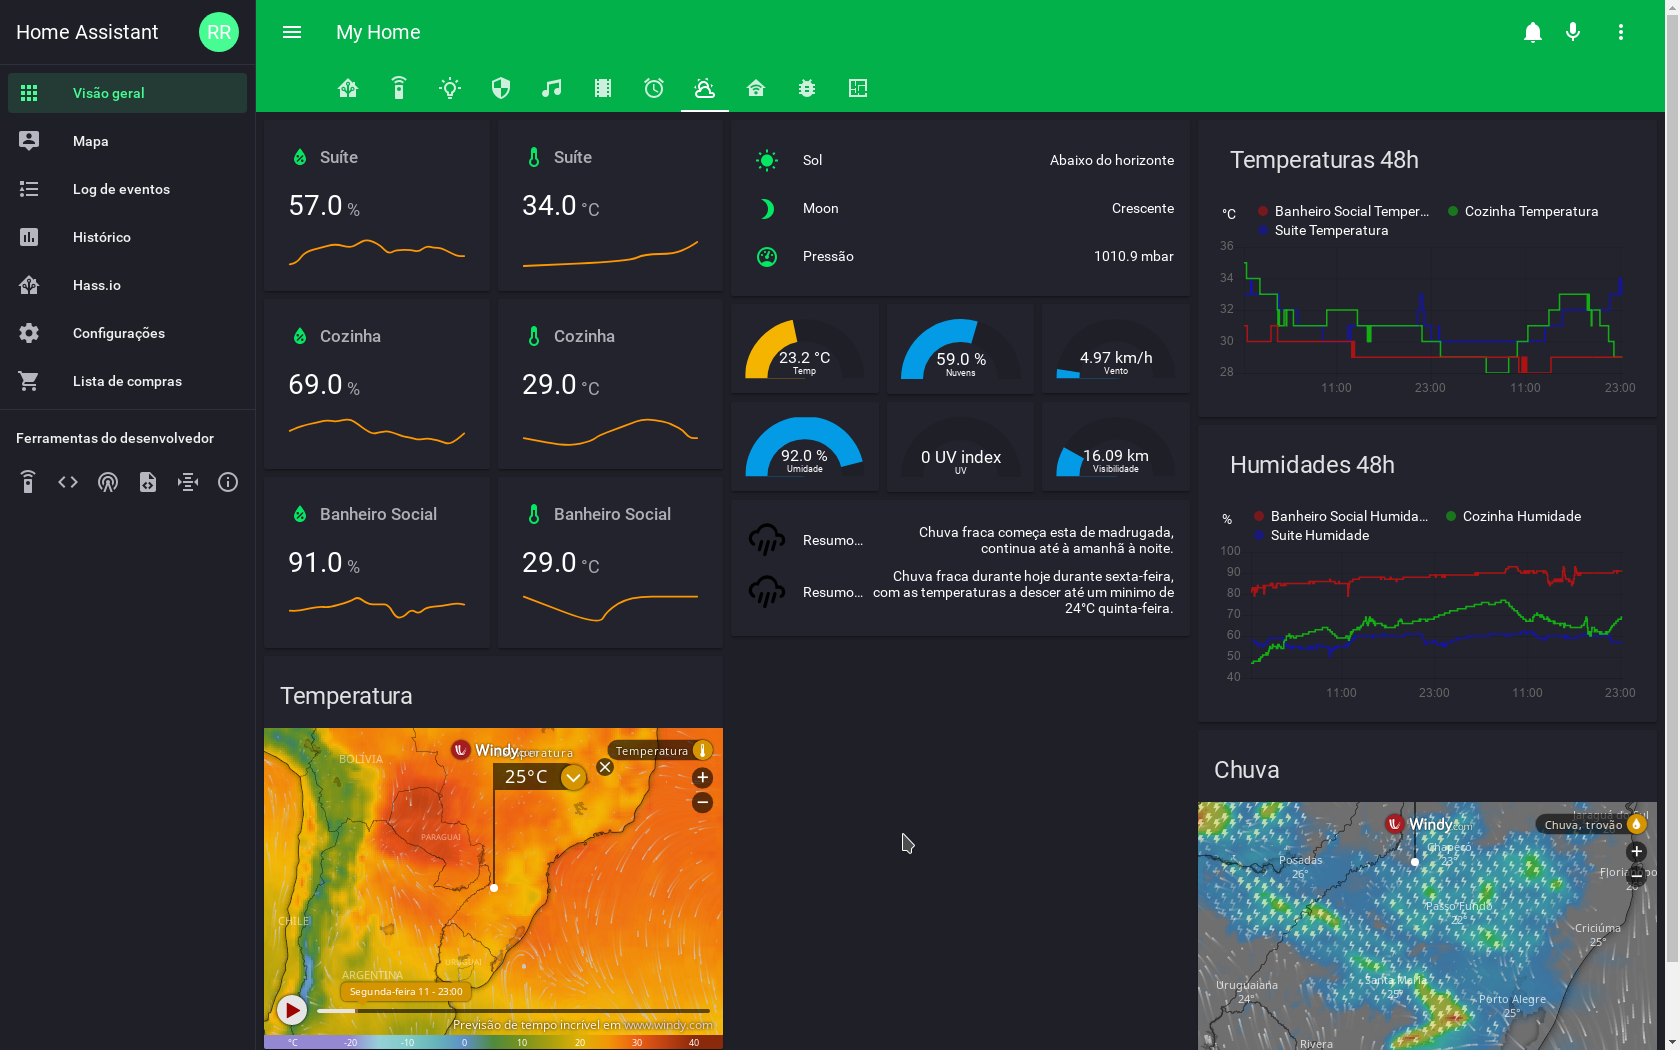 Home Assistant
RR
My Home
Visão geral
Mapa
Log de eventos
Histórico
Hass.io
Configurações
Lista de compras
Ferramentas do desenvolvedor
Suíte
57.0 %
Suíte
34.0 °C
Cozinha
69.0 %
Cozinha
29.0 °C
Banheiro Social
91.0 %
Banheiro Social
29.0 °C
Temperatura
BOLÍVIA
PARAGUAI
CHILE
ARGENTINA
URUGUAI
Windy.com
Temperatura
25°C
+
−
Segunda-feira 11 - 23:00
Previsão de tempo incrivel em www.windy.com
°C -20 -10 0 10 20 30 40
Sol Abaixo do horizonte
Moon Crescente
Pressão 1010.9 mbar
23.2 °C
Temp
59.0 %
Nuvens
4.97 km/h
Vento
92.0 %
Umidade
0 UV index
UV
16.09 km
Visibilidade
Resumo... Chuva fraca começa esta de madrugada,
continua até à amanhã à noite.
Resumo... Chuva fraca durante hoje durante sexta-feira,
com as temperaturas a descer até um minimo de
24°C quinta-feira.
Temperaturas 48h
°C
Banheiro Social Temper... Cozinha Temperatura
Suite Temperatura
36
34
32
30
28
11:00 23:00 11:00 23:00
Humidades 48h
%
Banheiro Social Humida... Cozinha Humidade
Suite Humidade
100
90
80
70
60
50
40
11:00 23:00 11:00 23:00
Chuva
Jaraguá do Sul
Windy.com
Chuva, trovão
+
−
Chapecó
23°
Posadas
26°
Passo Fundo
22°
Criciúma
25°
Santa Maria
25°
Uruguaiana
24°
Porto Alegre
25°
Rivera